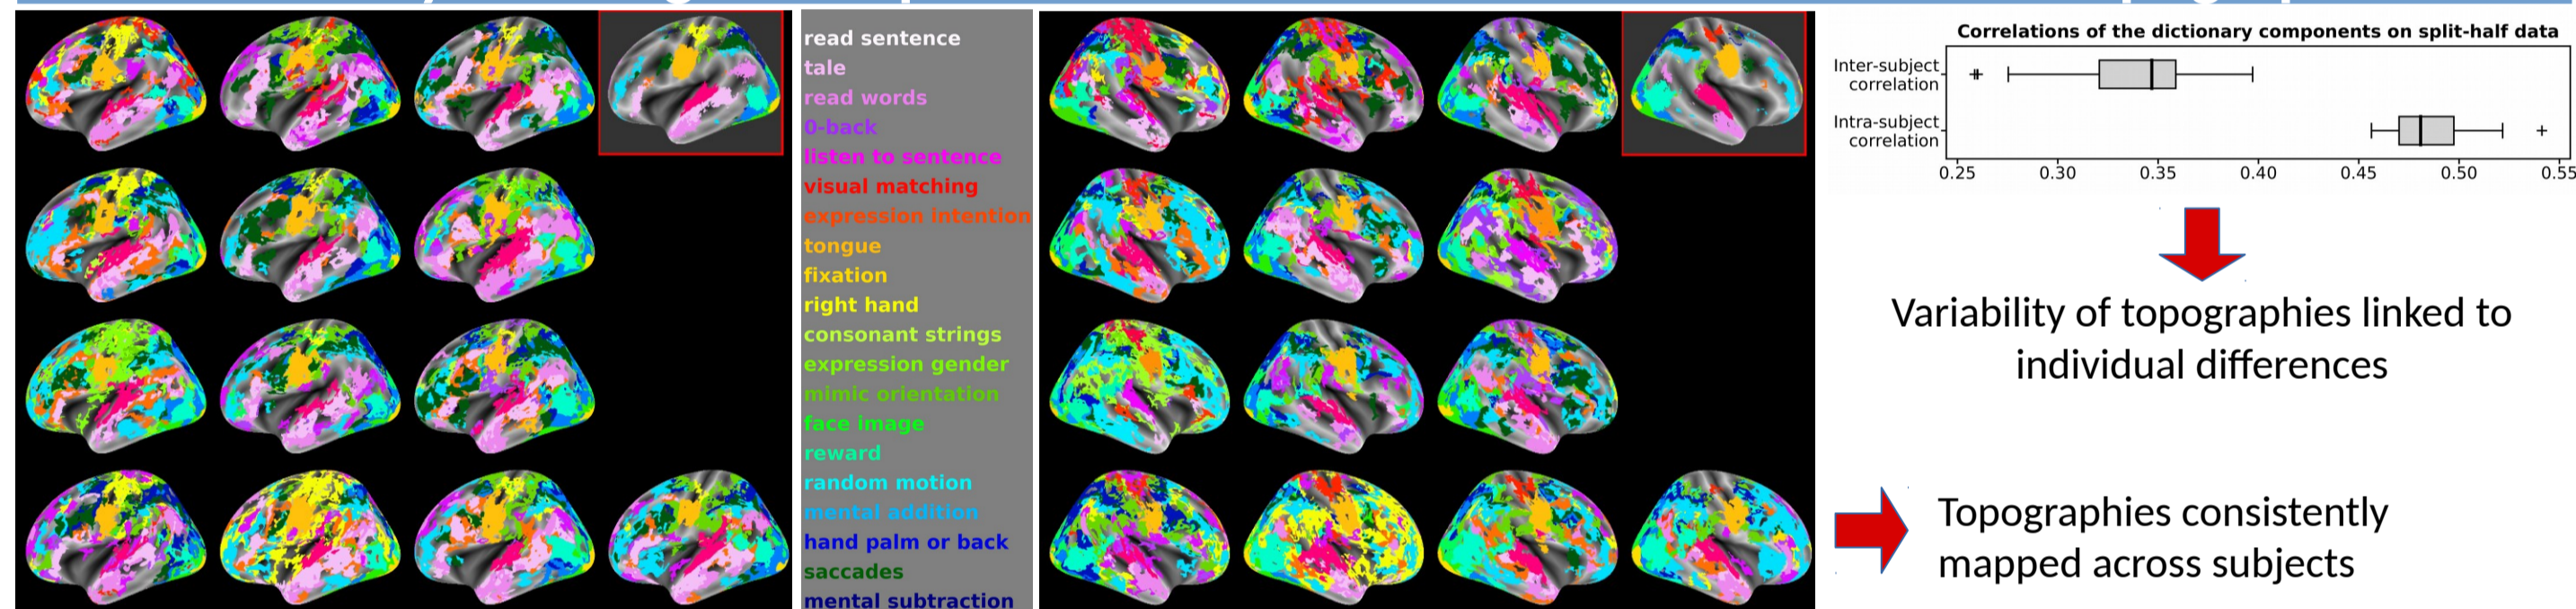 read sentence
tale
read words
0-back
listen to sentence
visual matching
expression intention
tongue
fixation
right hand
consonant strings
expression gender
mimic orientation
face image
reward
random motion
mental addition
hand palm or back
saccades
mental subtraction
Correlations of the dictionary components on split-half data
Inter-subject
correlation
Intra-subject
correlation
0.25 0.30 0.35 0.40 0.45 0.50 0.55
Variability of topographies linked to
individual differences
Topographies consistently
mapped across subjects